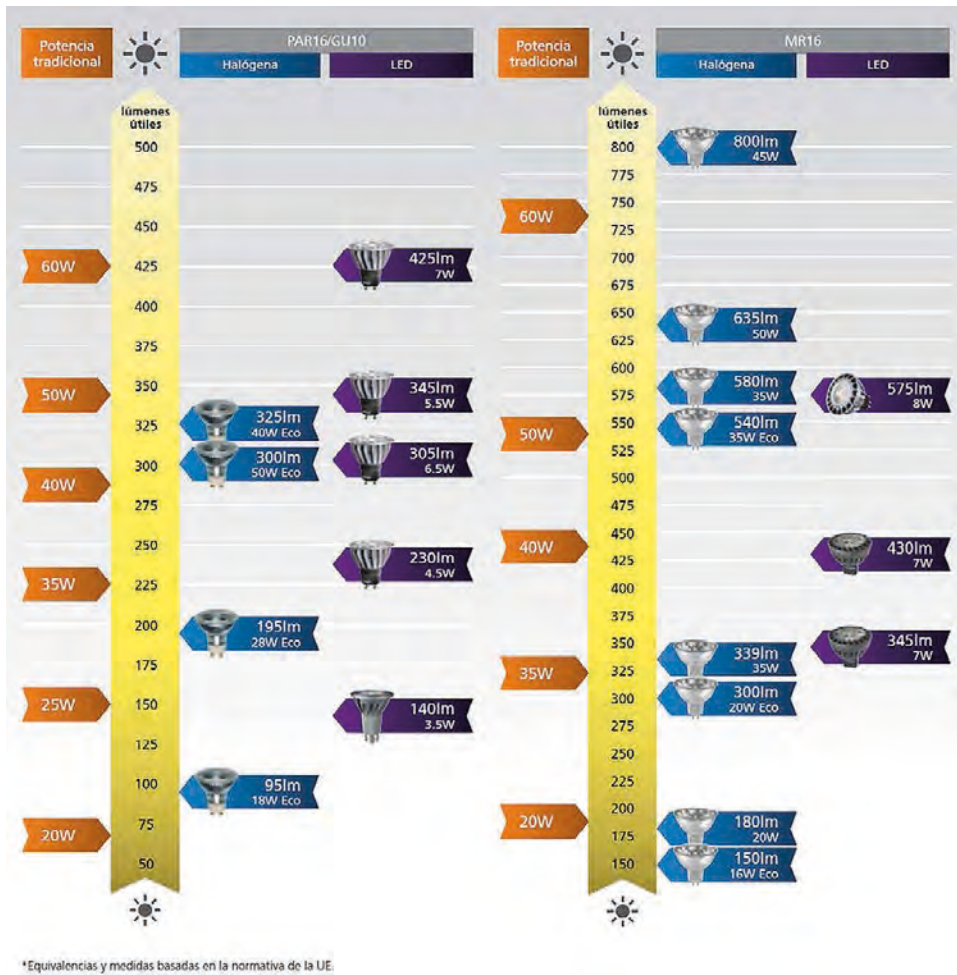 Potencia
tradicional
PAR16/GU10
Halógena
LED
lúmenes
útiles
500
475
450
60W
425
425lm
7W
400
375
50W
350
345lm
5.5W
325
325lm
40W Eco
300
300lm
50W Eco
305lm
6.5W
40W
275
250
230lm
4.5W
35W
225
200
195lm
28W Eco
175
25W
150
140lm
3.5W
125
100
95lm
18W Eco
20W
75
50
Potencia
tradicional
MR16
Halógena
LED
lúmenes
útiles
800
800lm
45W
775
750
60W
725
700
675
650
635lm
50W
625
600
580lm
35W
575
575lm
8W
550
540lm
35W Eco
50W
525
500
475
450
40W
430lm
7W
425
400
375
350
345lm
7W
339lm
35W
35W
325
300
300lm
20W Eco
275
250
225
200
20W
180lm
20W
175
150
150lm
16W Eco
*Equivalencias y medidas basadas en la normativa de la UE.